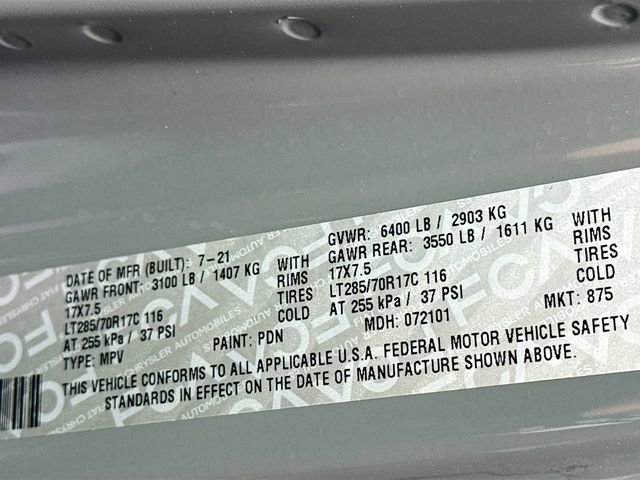 DATE OF MFR (BUILT): 7-21
GAWR FRONT: 3100 LB / 1407 KG WITH
17X7.5 RIMS
LT285/70R17C 116 TIRES
AT 255 kPa / 37 PSI COLD
TYPE: MPV PAINT: PDN
GVWR: 6400 LB / 2903 KG
GAWR REAR: 3550 LB / 1611 KG WITH
17X7.5 RIMS
LT285/70R17C 116 TIRES
AT 255 kPa / 37 PSI COLD
MDH: 072101 MKT: 875
THIS VEHICLE CONFORMS TO ALL APPLICABLE U.S.A. FEDERAL MOTOR VEHICLE SAFETY
STANDARDS IN EFFECT ON THE DATE OF MANUFACTURE SHOWN ABOVE.